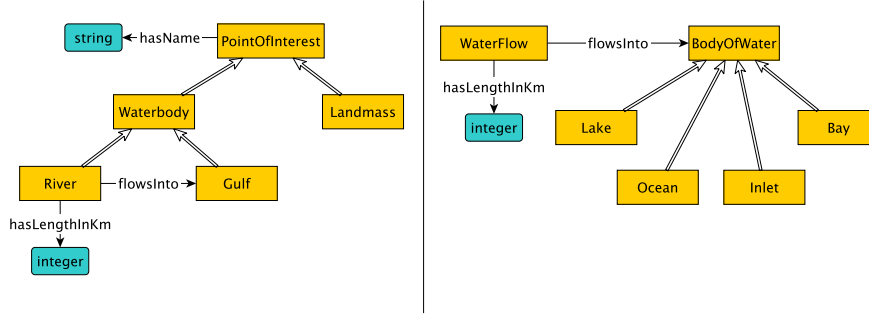 string
hasName
PointOfInterest
Waterbody
Landmass
River
flowsInto
Gulf
hasLengthInKm
integer
WaterFlow
flowsInto
BodyOfWater
hasLengthInKm
integer
Lake
Bay
Ocean
Inlet